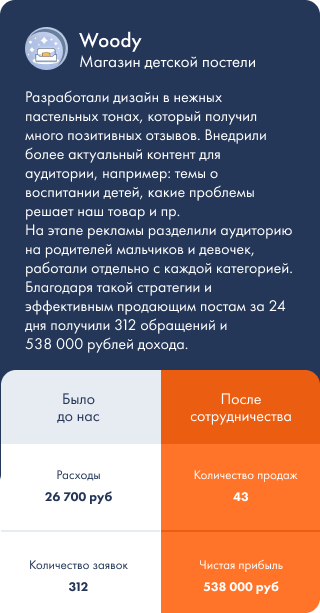 Woody
Магазин детской постели
Разработали дизайн в нежных
пастельных тонах, который получил
много позитивных отзывов. Внедрили
более актуальный контент для
аудитории, например: темы о
воспитании детей, какие проблемы
решает наш товар и пр.
На этапе рекламы разделили аудиторию
на родителей мальчиков и девочек,
работали отдельно с каждой категорией.
Благодаря такой стратегии и
эффективным продающим постам за 24
дня получили 312 обращений и
538 000 рублей дохода.
Было
до нас
После
сотрудничества
Расходы
26 700 руб
Количество продаж
43
Количество заявок
312
Чистая прибыль
538 000 руб